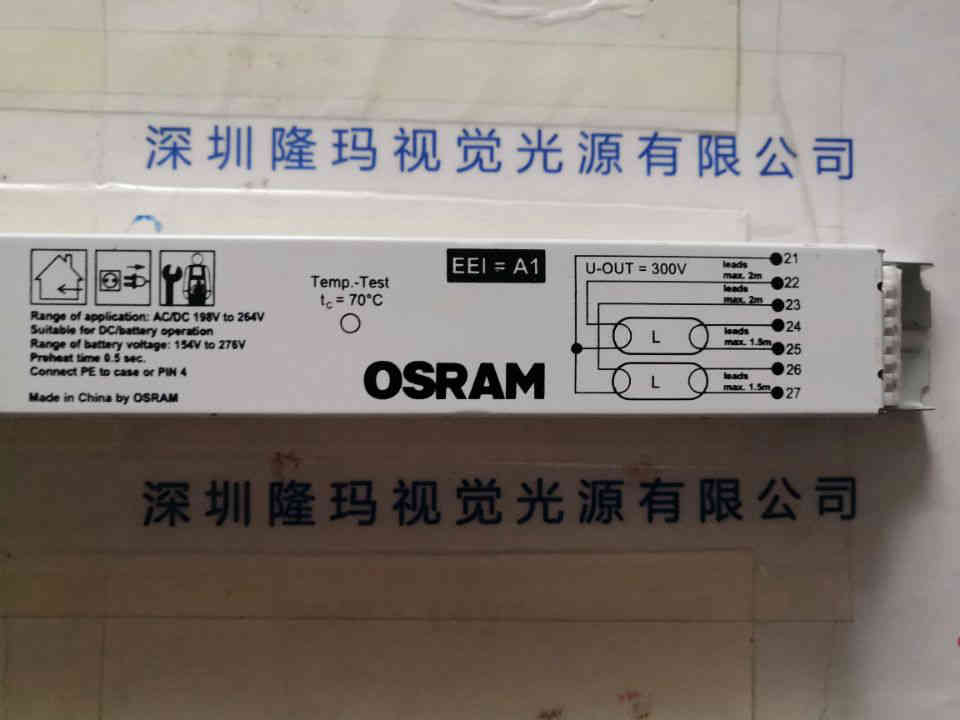 深圳隆玛视觉光源有限公司
EEI = A1
Temp.-Test
tc = 70°C
Range of application: AC/DC 198V to 264V
Suitable for DC/battery operation
Range of battery voltage: 154V to 276V
Preheat time 0.5 sec.
Connect PE to case or PIN 4
Made in China by OSRAM
OSRAM
U-OUT = 300V
leads
max. 2m
leads
max. 2m
L
leads
max. 1.5m
L
leads
max. 1.5m
21
22
23
24
25
26
27
深圳隆玛视觉光源有限公司